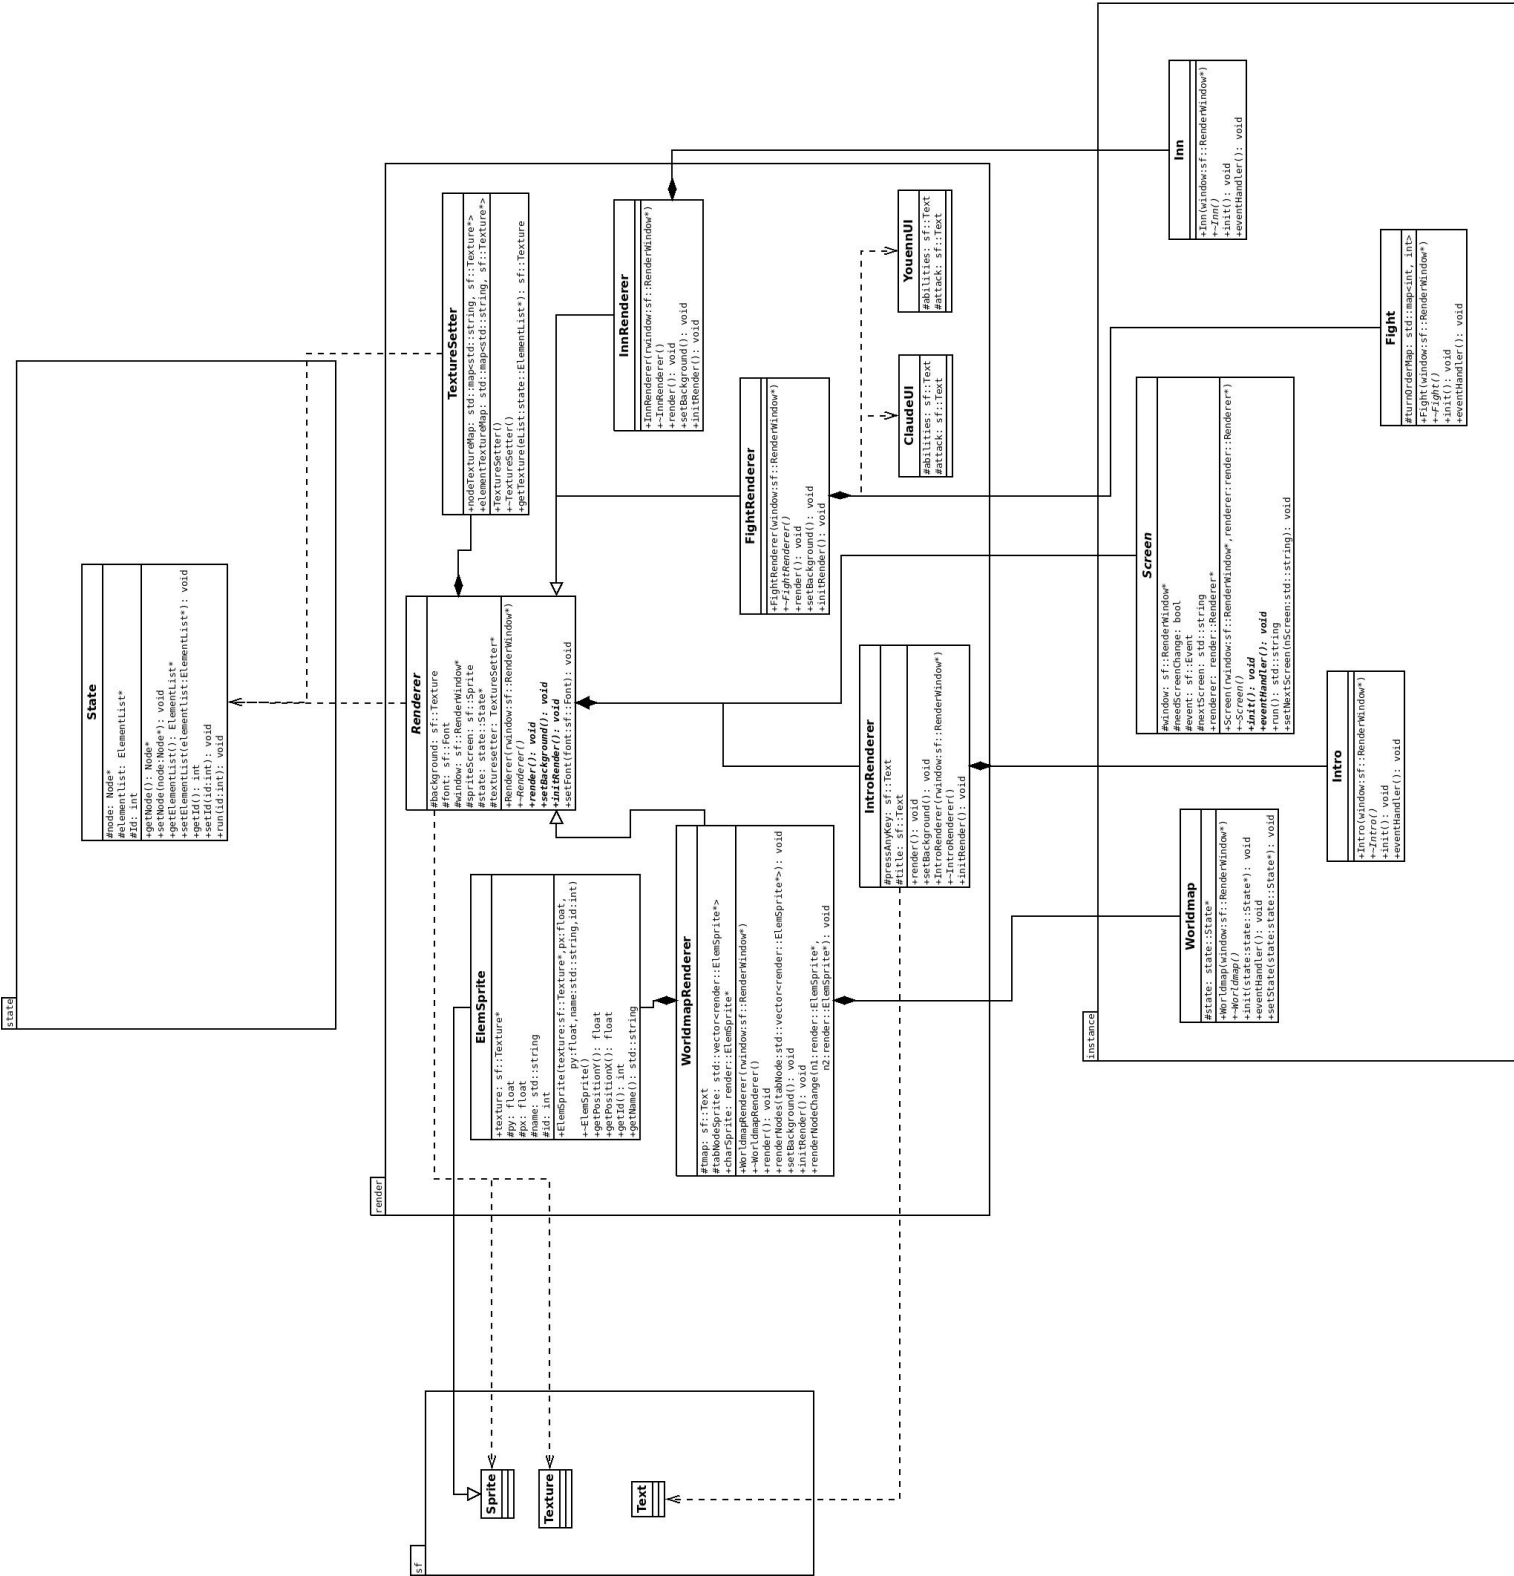 state
State
#node: Node*
#elementlist: ElementList*
#Id: int
+getNode(): Node*
+setNode(node:Node*): void
+getElementList(): ElementList*
+setElementList(elementlist:ElementList*): void
+getId(): int
+setId(id:int): void
+run(id:int): void
render
Renderer
#background: sf::Texture
#font: sf::Font
#window: sf::RenderWindow*
#spriteScreen: sf::Sprite
#state: state:State*
#texturesetter: TextureSetter*
+Renderer(rwindow:sf::RenderWindow*)
+~Renderer()
+render(): void
+setBackground(): void
+initRender(): void
+setFont(font:sf::Font): void
TextureSetter
+nodeTextureMap: std::map<std::string, sf::Texture*>
+elementTextureMap: std::map<std::string, sf::Texture*>
+TextureSetter()
+~TextureSetter()
+getTexture(eList:state::ElementList*): sf::Texture
ElemSprite
+texture: sf::Texture*
#py: float
#px: float
#name: std::string
#id: int
+ElemSprite(texture:sf::Texture*,px:float,
py:float,name:std::string,id:int)
+~ElemSprite()
+getPositionY(): float
+getPositionX(): float
+getId(): int
+getName(): std::string
InnRenderer
+InnRenderer(rwindow:sf::RenderWindow*)
+~InnRenderer()
+render(): void
+setBackground(): void
+initRender(): void
WorldmapRenderer
#tmap: sf::Text
#tabNodeSprite: std::vector<render::ElemSprite*>
+charSprite: render::ElemSprite*
+WorldmapRenderer(rwindow:sf::RenderWindow*)
+~WorldmapRenderer()
+render(): void
+renderNodes(tabNode:std::vector<render::ElemSprite*>): void
+setBackground(): void
+initRender(): void
+renderNodeChange(n1:render::ElemSprite*,
n2:render::ElemSprite*): void
FightRenderer
+FightRenderer(window:sf::RenderWindow*)
+~FightRenderer()
+render(): void
+setBackground(): void
+initRender(): void
IntroRenderer
#pressAnyKey: sf::Text
#title: sf::Text
+render(): void
+setBackground(): void
+IntroRenderer(rwindow:sf::RenderWindow*)
+~IntroRenderer()
+initRender(): void
ClaudeUI
#abilities: sf::Text
#attack: sf::Text
YouennUI
#abilities: sf::Text
#attack: sf::Text
sf
Sprite
Texture
Text
instance
Screen
#window: sf::RenderWindow*
#needScreenChange: bool
#event: sf::Event
#nextScreen: std::string
+renderer: render::Renderer*
+Screen(rwindow:sf::RenderWindow*,renderer:render::Renderer*)
+~Screen()
+init(): void
+eventHandler(): void
+run(): std::string
+setNextScreen(nScreen:std::string): void
Inn
+Inn(window:sf::RenderWindow*)
+~Inn()
+init(): void
+eventHandler(): void
Worldmap
#state: state::State*
+Worldmap(window:sf::RenderWindow*)
+~Worldmap()
+init(state:state::State*): void
+eventHandler(): void
+setState(state:state::State*): void
Intro
+Intro(window:sf::RenderWindow*)
+~Intro()
+init(): void
+eventHandler(): void
Fight
#turnOrderMap: std::map<int, int>
+Fight(window:sf::RenderWindow*)
+~Fight()
+init(): void
+eventHandler(): void